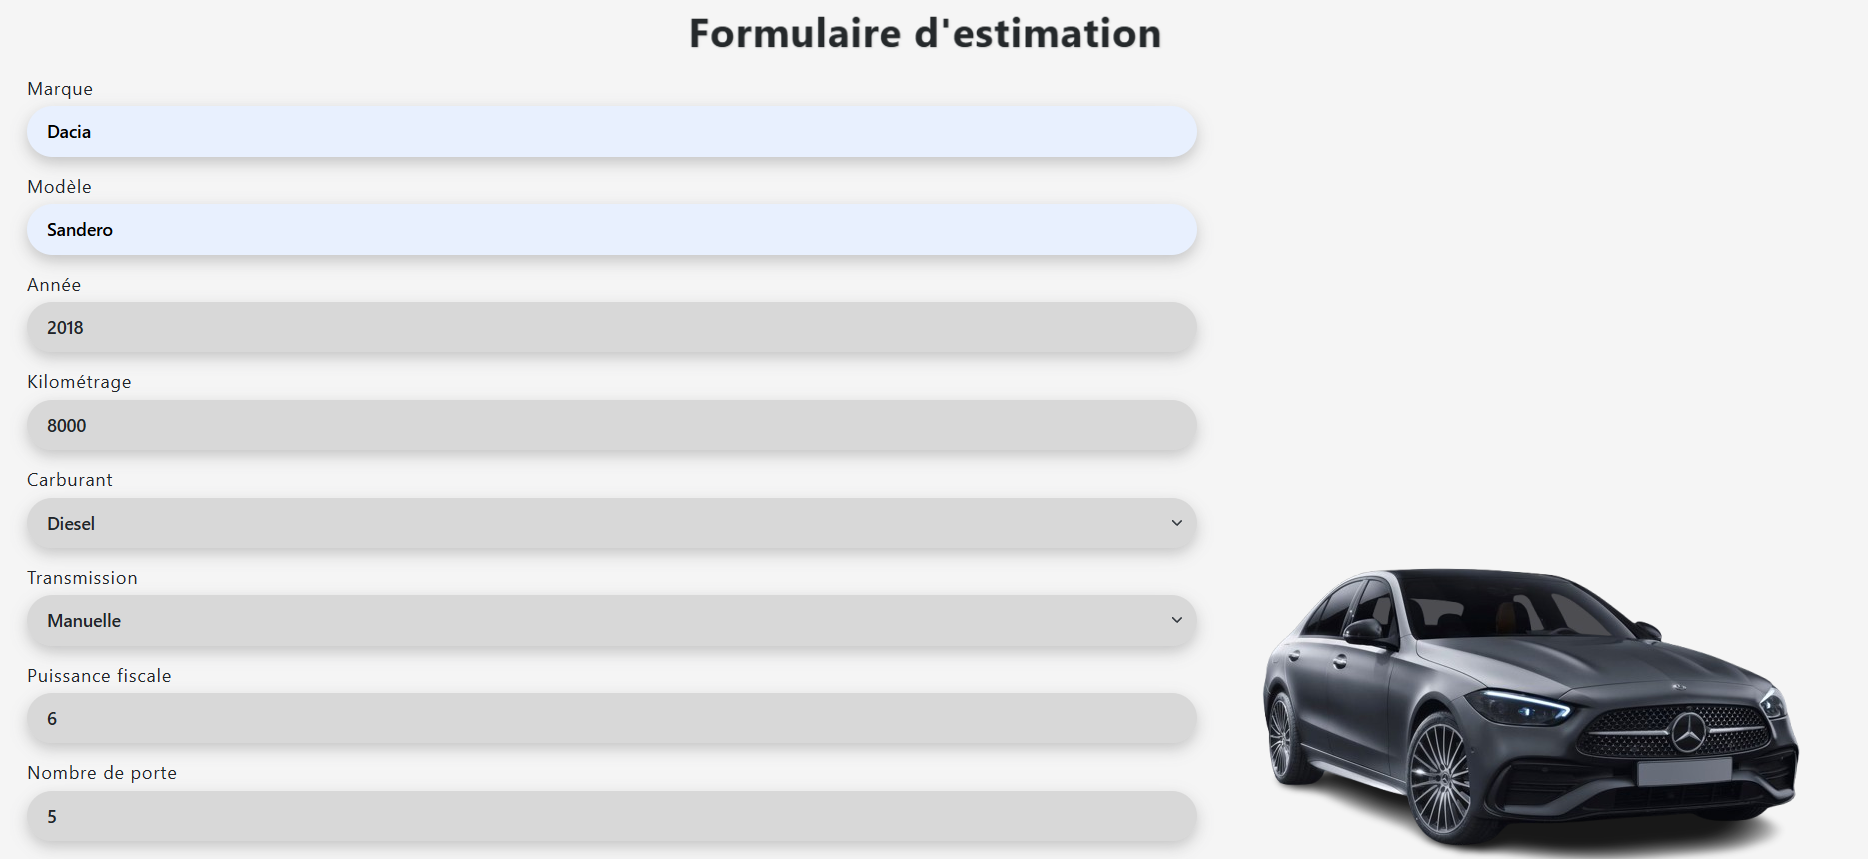 Formulaire d'estimation
Marque
Dacia
Modèle
Sandero
Année
2018
Kilométrage
8000
Carburant
Diesel
Transmission
Manuelle
Puissance fiscale
6
Nombre de porte
5